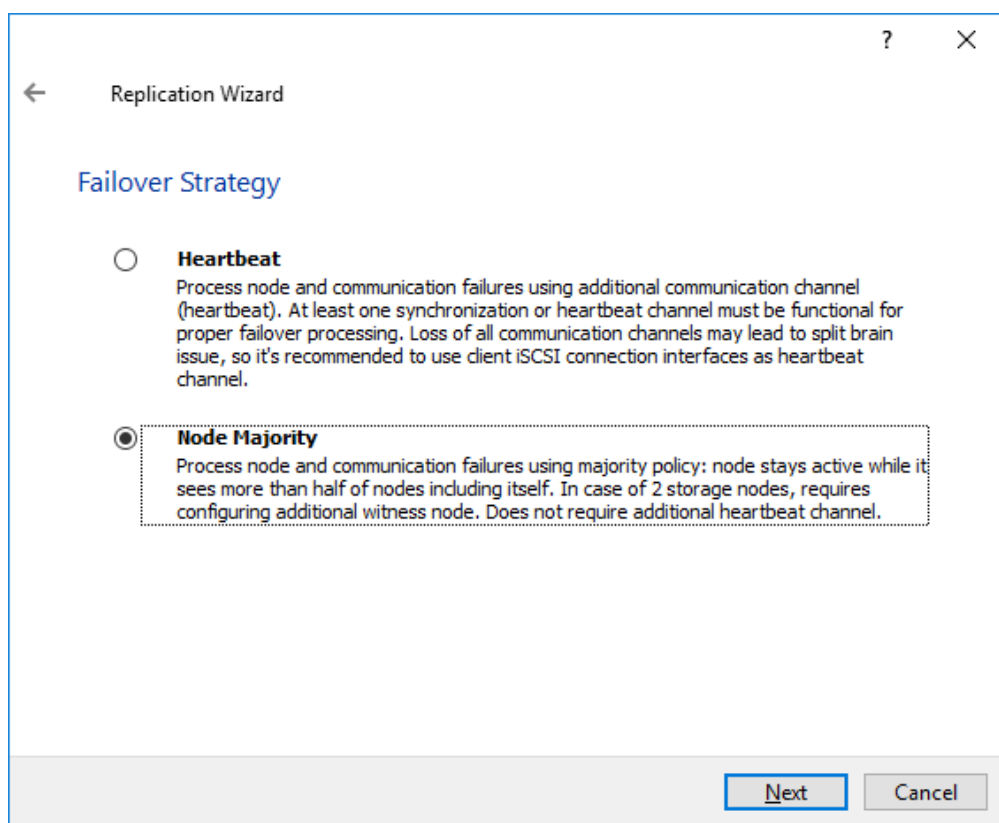 ?
Replication Wizard
Failover Strategy
Heartbeat
Process node and communication failures using additional communication channel
(heartbeat). At least one synchronization or heartbeat channel must be functional for
proper failover processing. Loss of all communication channels may lead to split brain
issue, so it's recommended to use client iSCSI connection interfaces as heartbeat
channel.
Node Majority
Process node and communication failures using majority policy: node stays active while it
sees more than half of nodes including itself. In case of 2 storage nodes, requires
configuring additional witness node. Does not require additional heartbeat channel.
Next Cancel